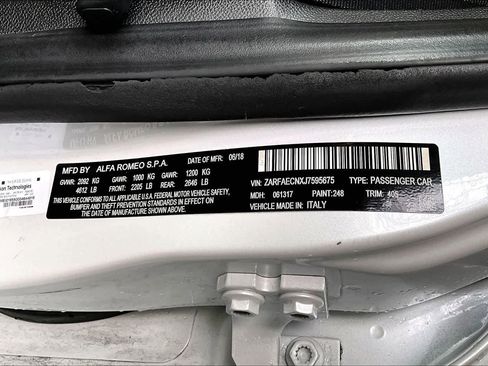 MFD BY ALFA ROMEO S.P.A. DATE OF MFR 06/18
GVWR: 2092 KG GAWR: 1000 KG GAWR: 1200 KG
4612 LB FRONT: 2205 LB REAR: 2646 LB
THIS VEHICLE CONFORMS TO ALL APPLICABLE U.S.A. FEDERAL MOTOR VEHICLE SAFETY,
BUMPER AND THEFT PREVENTION STANDARDS IN EFFECT ON THE DATE OF MANUFACTURE
SHOWN ABOVE.
VIN: ZARFAECNXJ7595675 TYPE: PASSENGER CAR
MDH: 061317 PAINT: 248 TRIM: 405
VEHICLE MADE IN: ITALY
Technologies